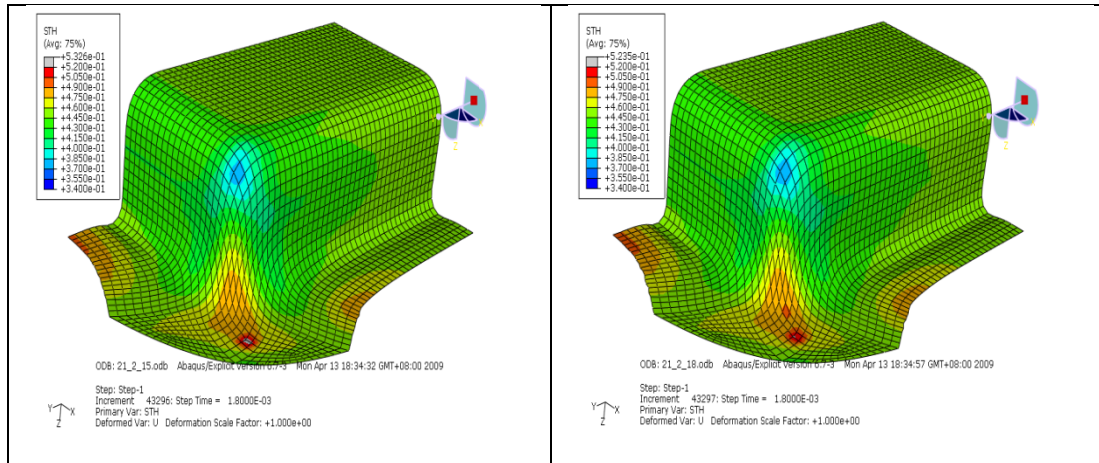 STH
(Avg: 75%)
+5.326e-01
+5.200e-01
+5.050e-01
+4.900e-01
+4.750e-01
+4.600e-01
+4.450e-01
+4.300e-01
+4.150e-01
+4.000e-01
+3.850e-01
+3.700e-01
+3.550e-01
+3.400e-01
Z
ODB: 21_2_15.odb Abaqus/Explicit Version 6.7-3 Mon Apr 13 18:34:32 GMT+08:00 2009
Step: Step-1
Increment 43296: Step Time = 1.8000E-03
Primary Var: STH
Deformed Var: U Deformation Scale Factor: +1.000e+00
Y X
Z
STH
(Avg: 75%)
+5.235e-01
+5.200e-01
+5.050e-01
+4.900e-01
+4.750e-01
+4.600e-01
+4.450e-01
+4.300e-01
+4.150e-01
+4.000e-01
+3.850e-01
+3.700e-01
+3.550e-01
+3.400e-01
Z
ODB: 21_2_18.odb Abaqus/Explicit Version 6.7-3 Mon Apr 13 18:34:57 GMT+08:00 2009
Step: Step-1
Increment 43297: Step Time = 1.8000E-03
Primary Var: STH
Deformed Var: U Deformation Scale Factor: +1.000e+00
Y X
Z